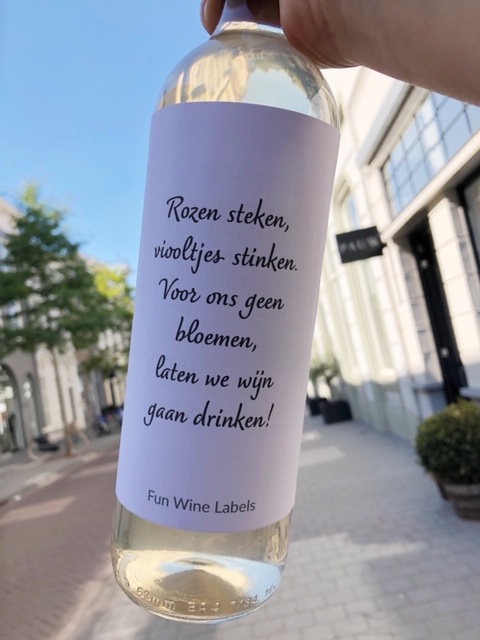 Rozen steken,
viooltjes stinken.
Voor ons geen
bloemen,
laten we wijn
gaan drinken!
Fun Wine Labels
PAUW